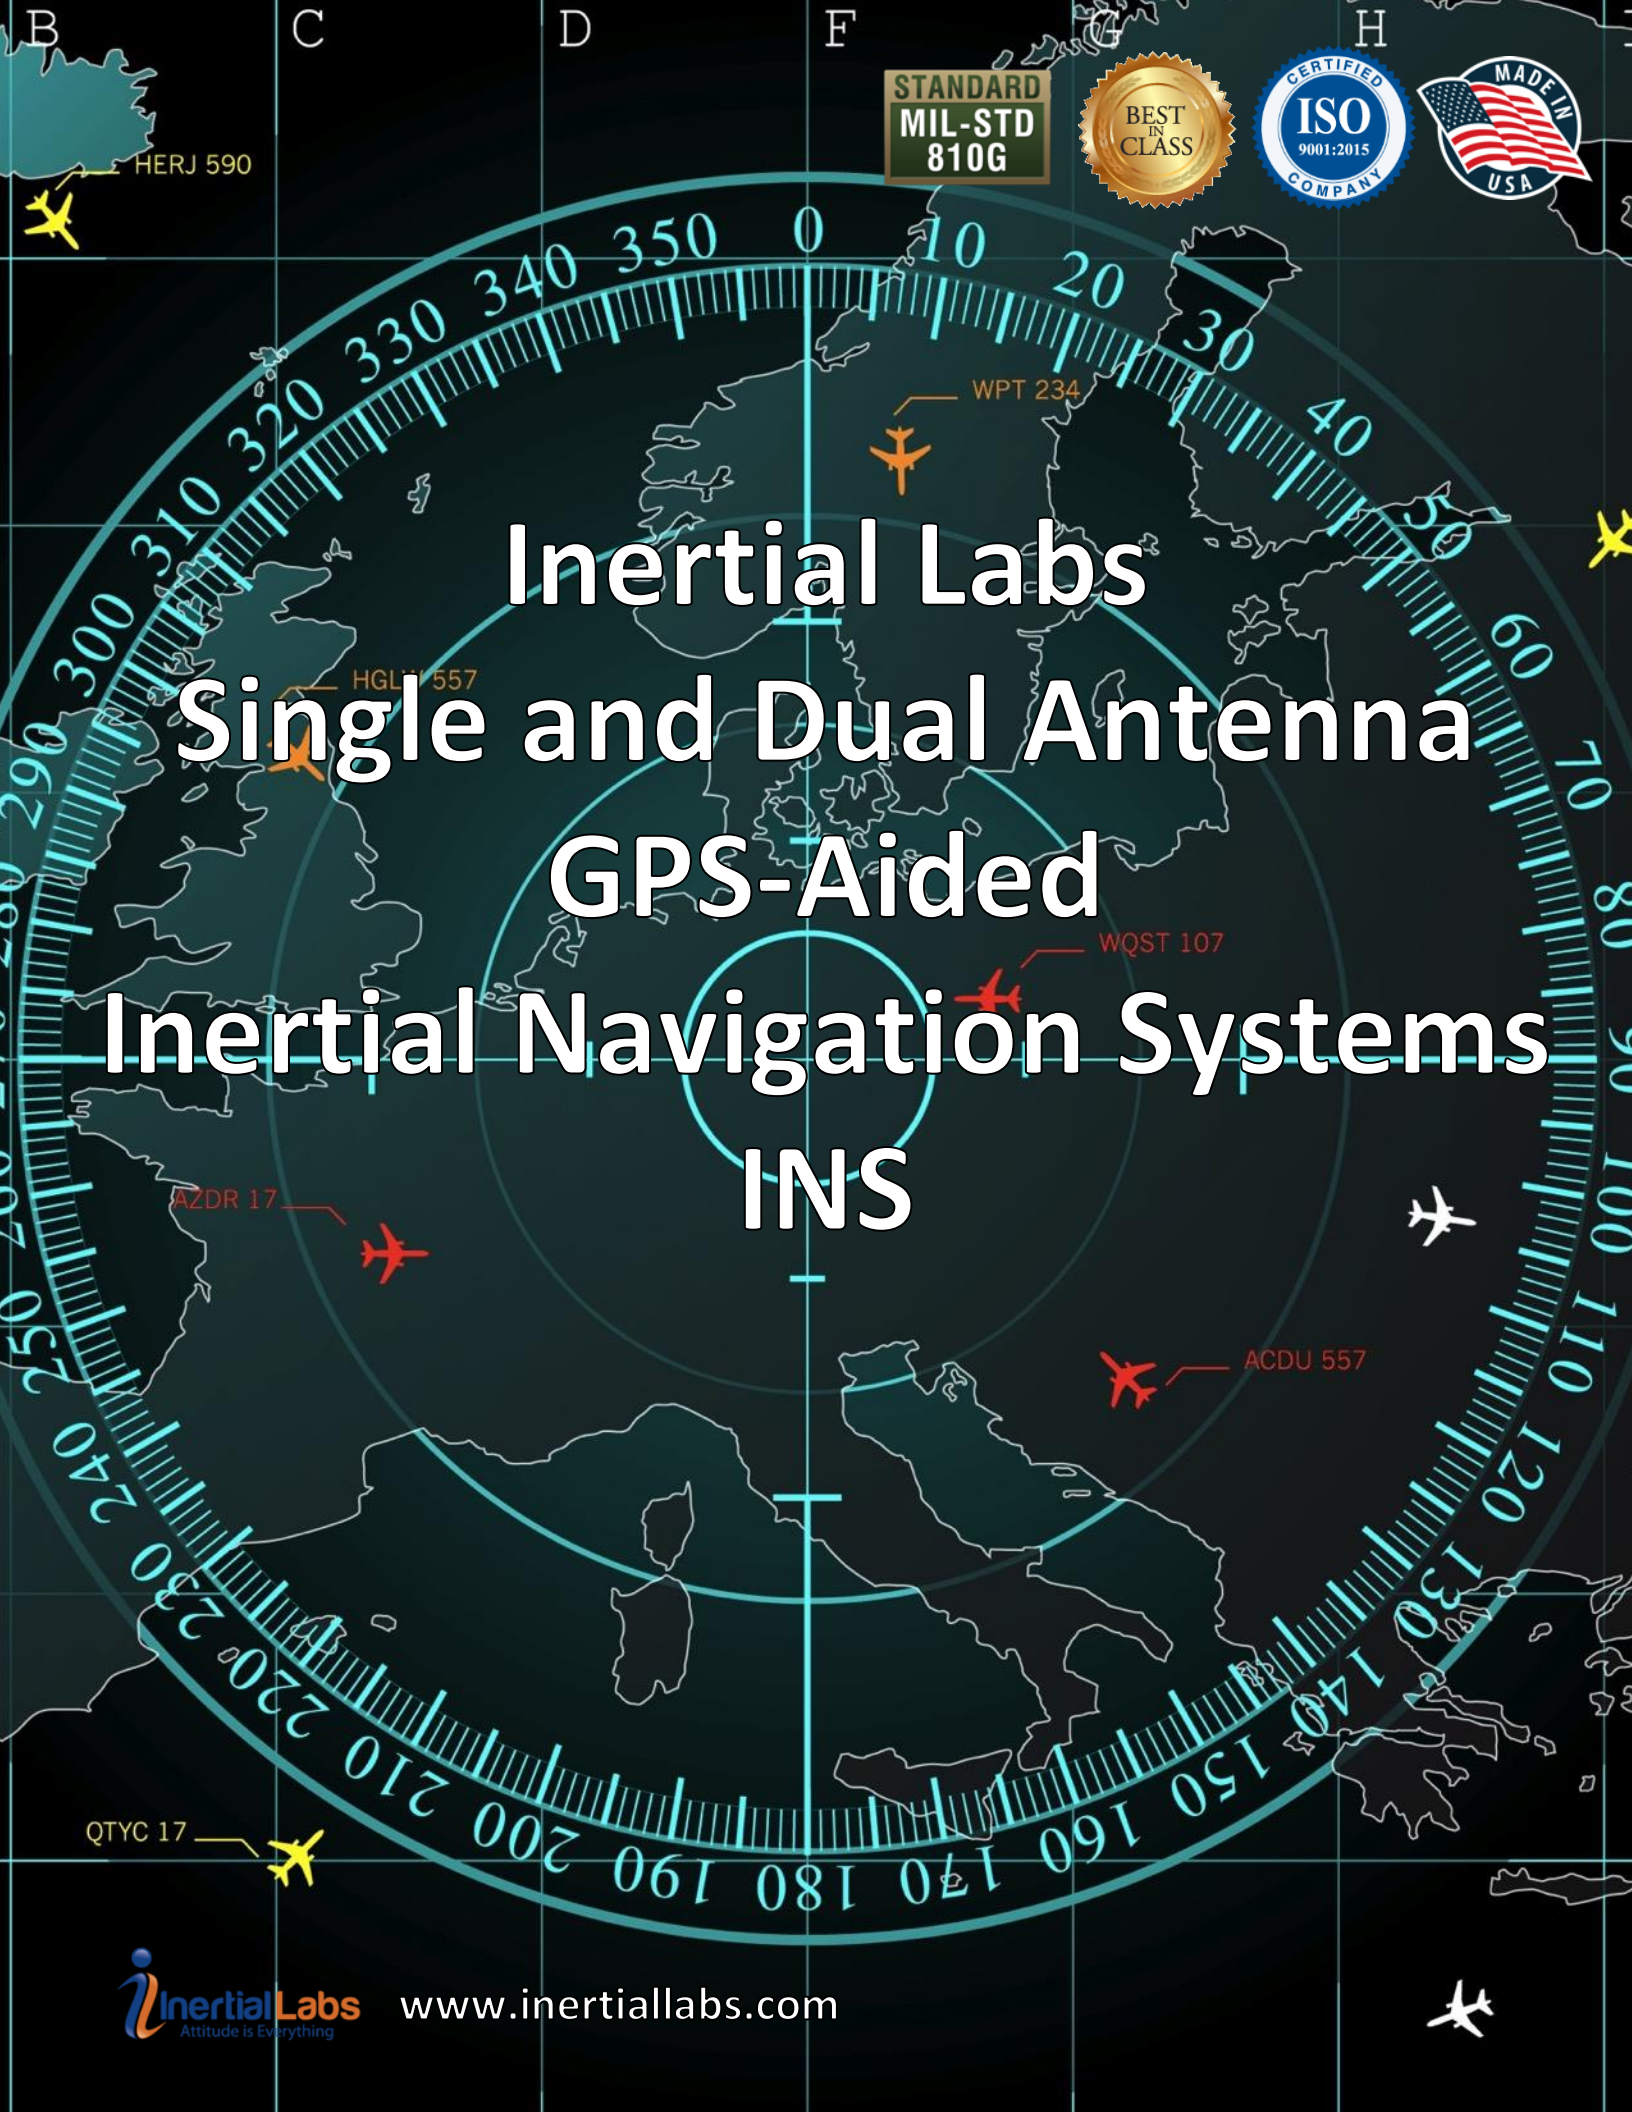 B C D F G H
STANDARD
MIL-STD
810G
BEST
IN
CLASS
CERTIFIED
ISO
9001:2015
COMPANY
MADE IN
USA
HERJ 590
0 10 20 30 40 50 60 70 80 90 100 110 120 130 140 150 160 170 180 190 200 210 220 230 240 250
280 290 300 310 320 330 340 350
WPT 234
Inertial Labs
HGLW 557
Single and Dual Antenna
GPS-Aided
WQST 107
Inertial Navigation Systems
INS
AZDR 17
ACDU 557
QTYC 17
InertialLabs
Attitude is Everything
www.inertiallabs.com